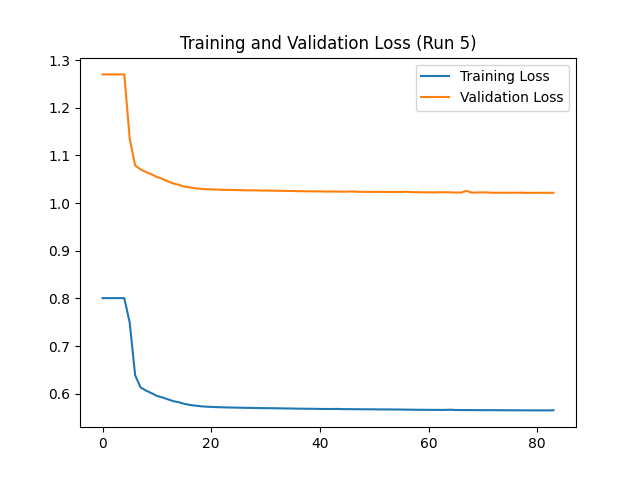 Training and Validation Loss (Run 5)
Training Loss
Validation Loss
1.3
1.2
1.1
1.0
0.9
0.8
0.7
0.6
0 20 40 60 80